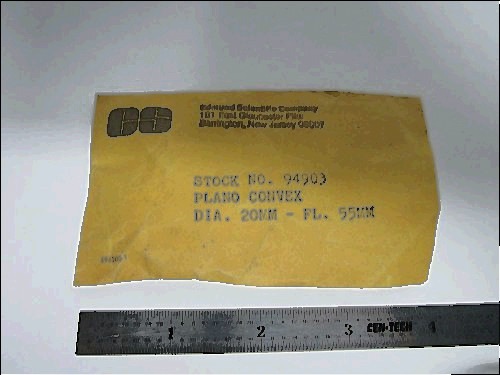 Edmund Scientific Company
101 East Gloucester Pike
Barrington, New Jersey 08007
STOCK NO. 94903
PLANO CONVEX
DIA. 20MM - FL. 55MM
1 2 3 CEN-TECH 4